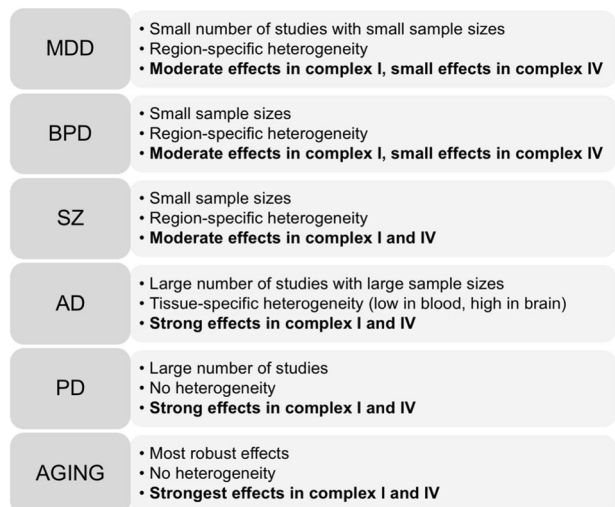 MDD
• Small number of studies with small sample sizes
• Region-specific heterogeneity
• Moderate effects in complex I, small effects in complex IV
BPD
• Small sample sizes
• Region-specific heterogeneity
• Moderate effects in complex I, small effects in complex IV
SZ
• Small sample sizes
• Region-specific heterogeneity
• Moderate effects in complex I and IV
AD
• Large number of studies with large sample sizes
• Tissue-specific heterogeneity (low in blood, high in brain)
• Strong effects in complex I and IV
PD
• Large number of studies
• No heterogeneity
• Strong effects in complex I and IV
AGING
• Most robust effects
• No heterogeneity
• Strongest effects in complex I and IV